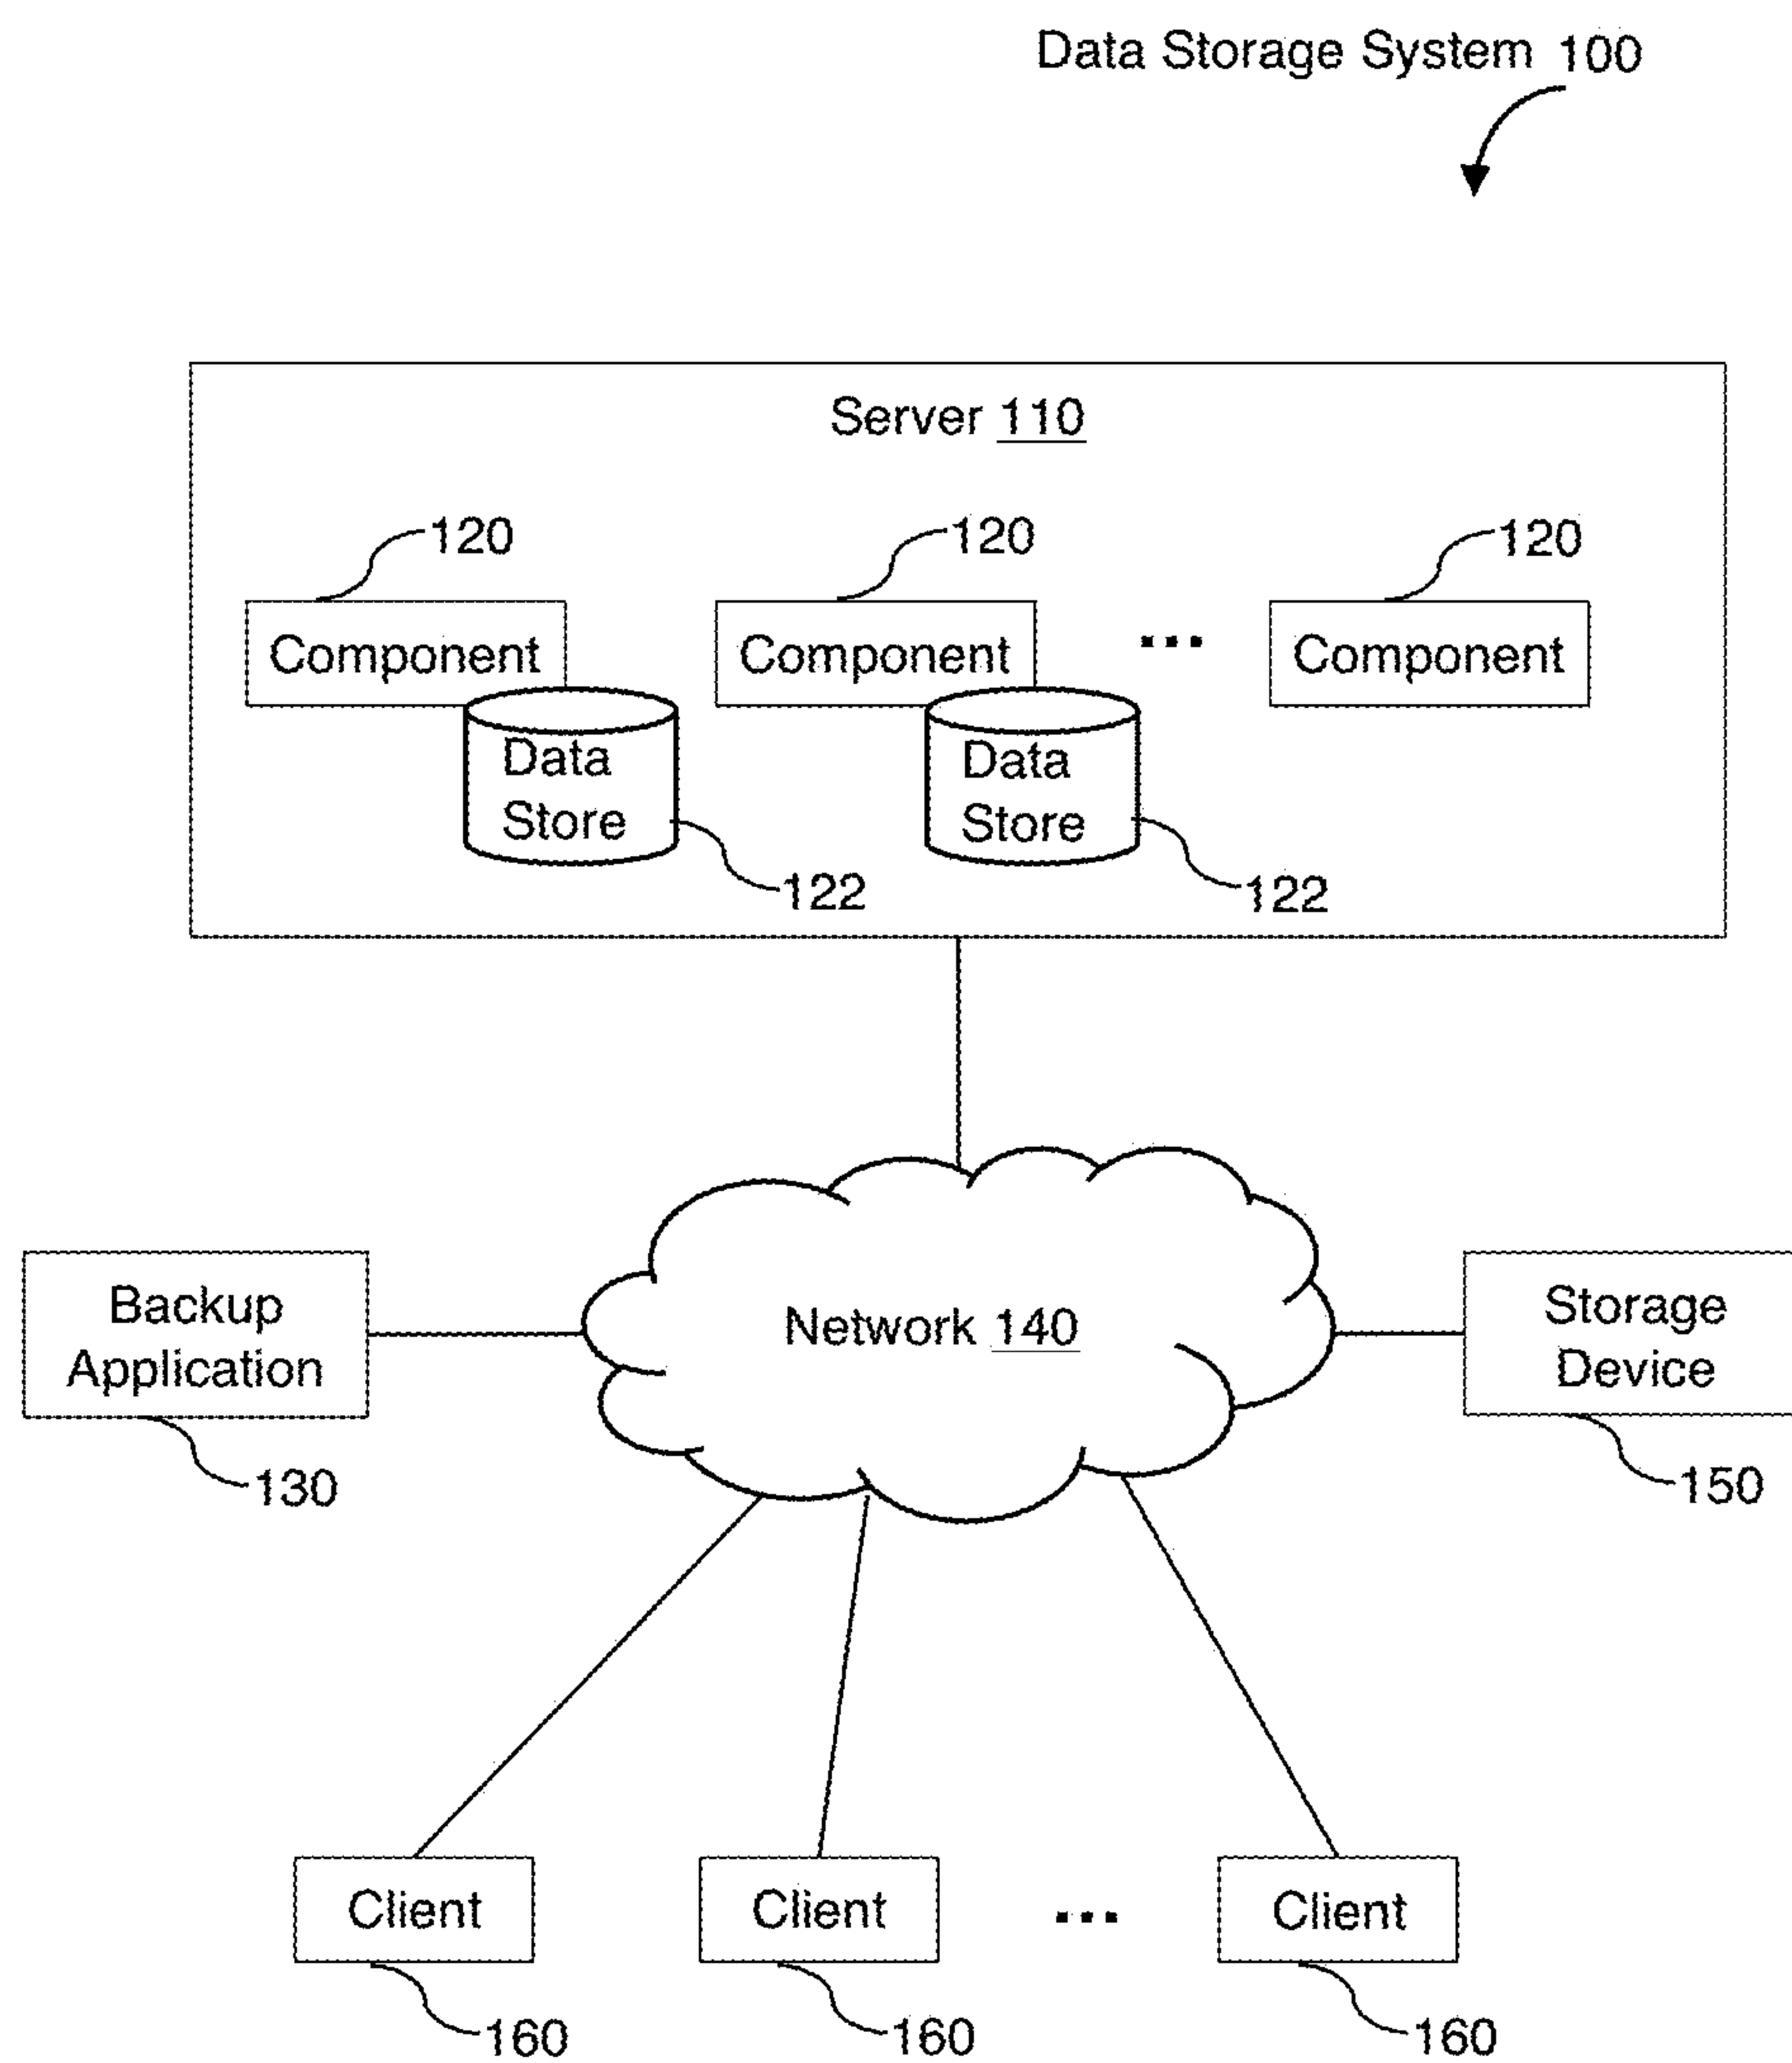 Data Storage System 100
Server 110
120
120
120
Component
Component
...
Component
Data
Store
Data
Store
122
122
Backup
Application
Network 140
Storage
Device
130
150
Client
Client
...
Client
160
160
160